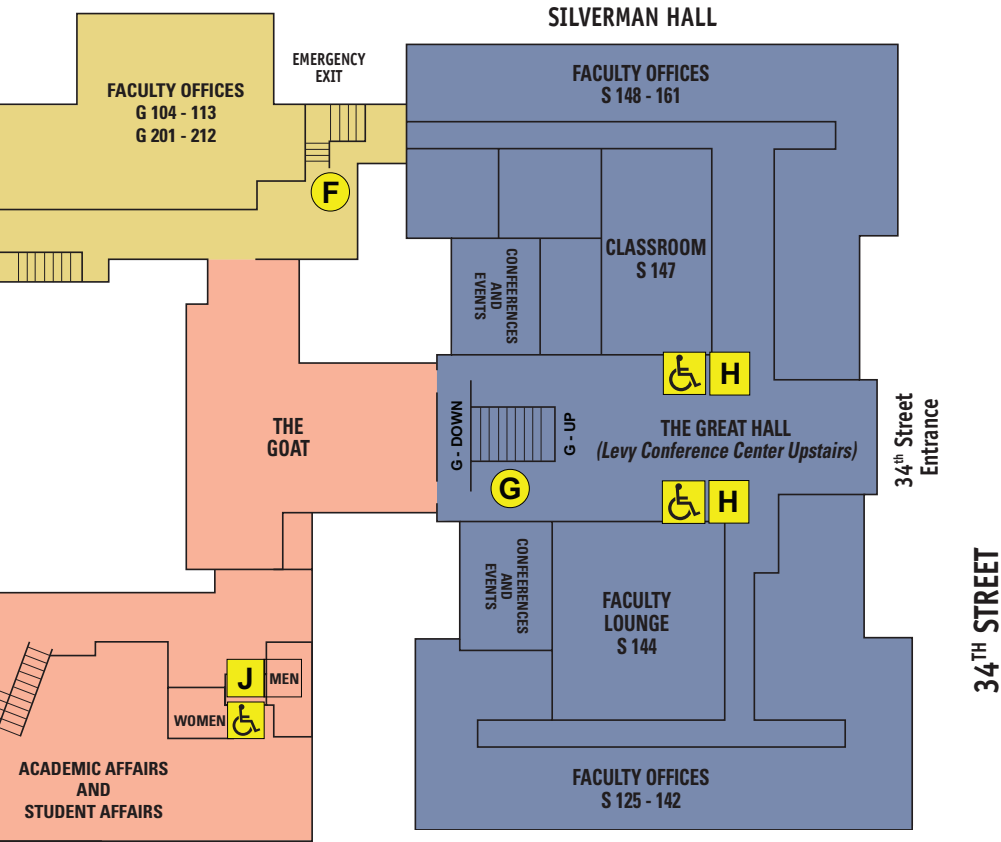 SILVERMAN HALL
EMERGENCY
EXIT
FACULTY OFFICES
G 104 - 113
G 201 - 212
FACULTY OFFICES
S 148 - 161
F
CLASSROOM
S 147
CONFEERENCES
AND
EVENTS
H
THE
GOAT
G - DOWN
G - UP
THE GREAT HALL
(Levy Conference Center Upstairs)
34th Street
Entrance
G
H
CONFEERENCES
AND
EVENTS
FACULTY
LOUNGE
S 144
34TH STREET
J
MEN
WOMEN
ACADEMIC AFFAIRS
AND
STUDENT AFFAIRS
FACULTY OFFICES
S 125 - 142